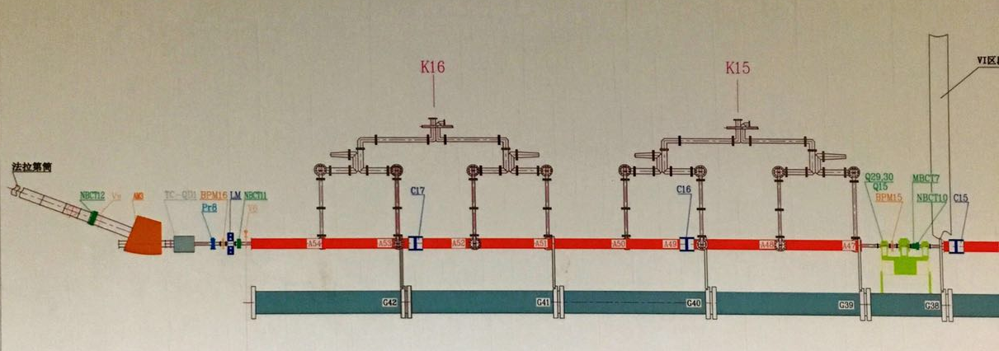 K16
K15
VI区
法拉第筒
NBCT12
AM3
TC-QD1
BPM16
LM
NBCT11
Pr8
C17
C16
Q29,30
Q15
BPM15
MBCT7
NBCT10
C15
A54
A53
A52
A51
A50
A49
A48
A47
G42
G41
G40
G39
G38